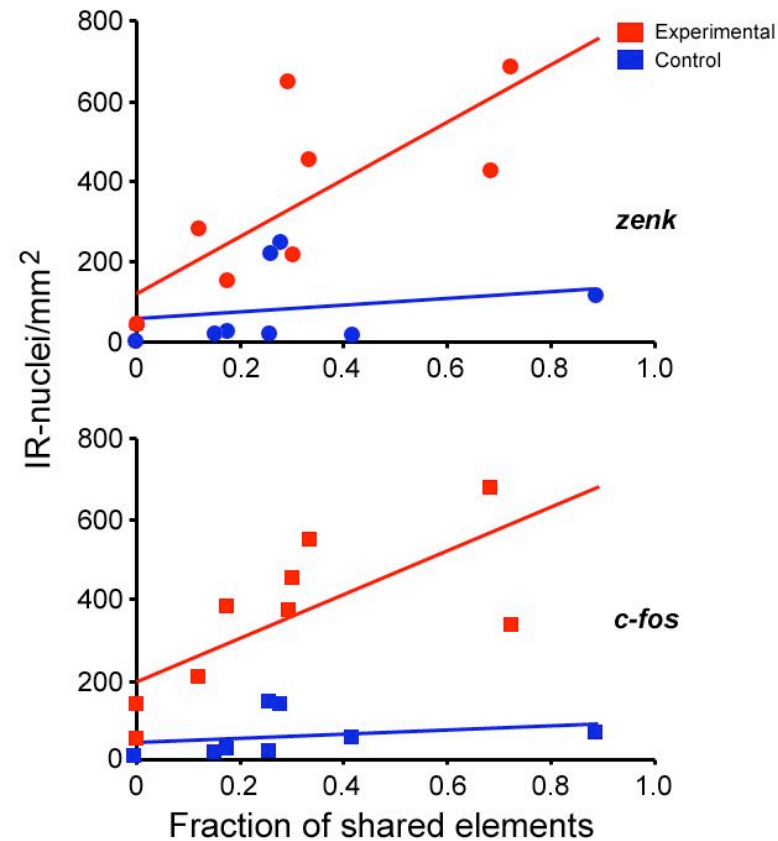 800
Experimental
Control
600
400
zenk
200
0
0 0.2 0.4 0.6 0.8 1.0
IR-nuclei/mm2
800
600
400
c-fos
200
0
0 0.2 0.4 0.6 0.8 1.0
Fraction of shared elements